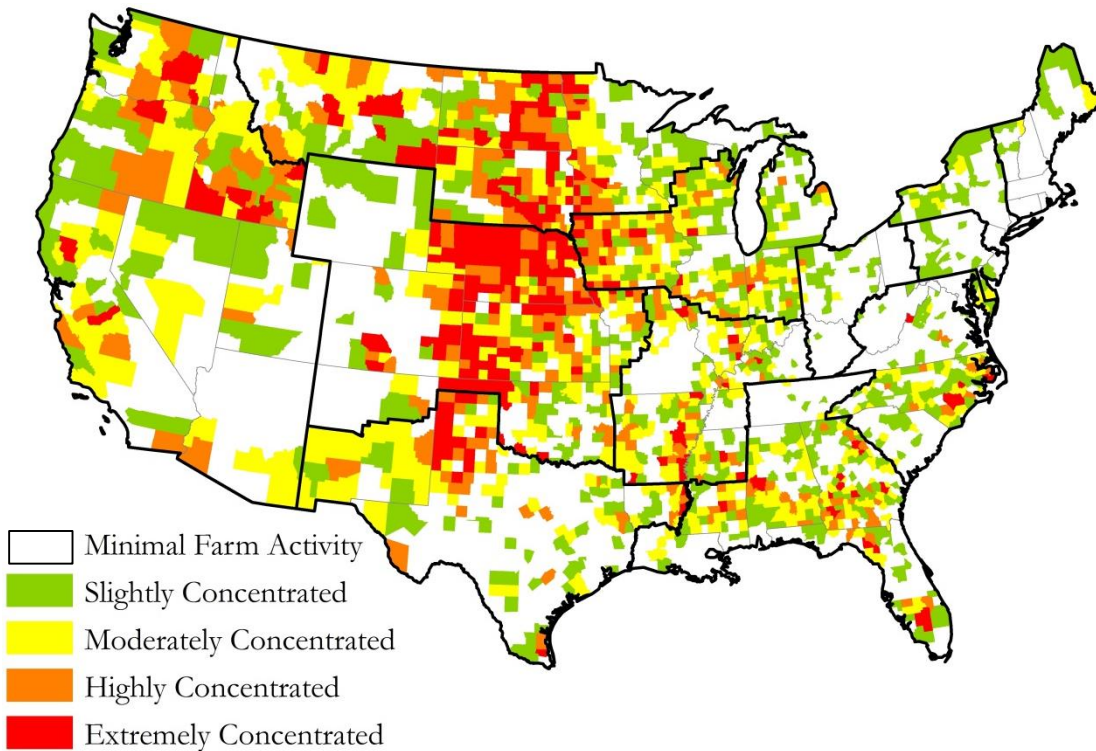 Minimal Farm Activity
Slightly Concentrated
Moderately Concentrated
Highly Concentrated
Extremely Concentrated